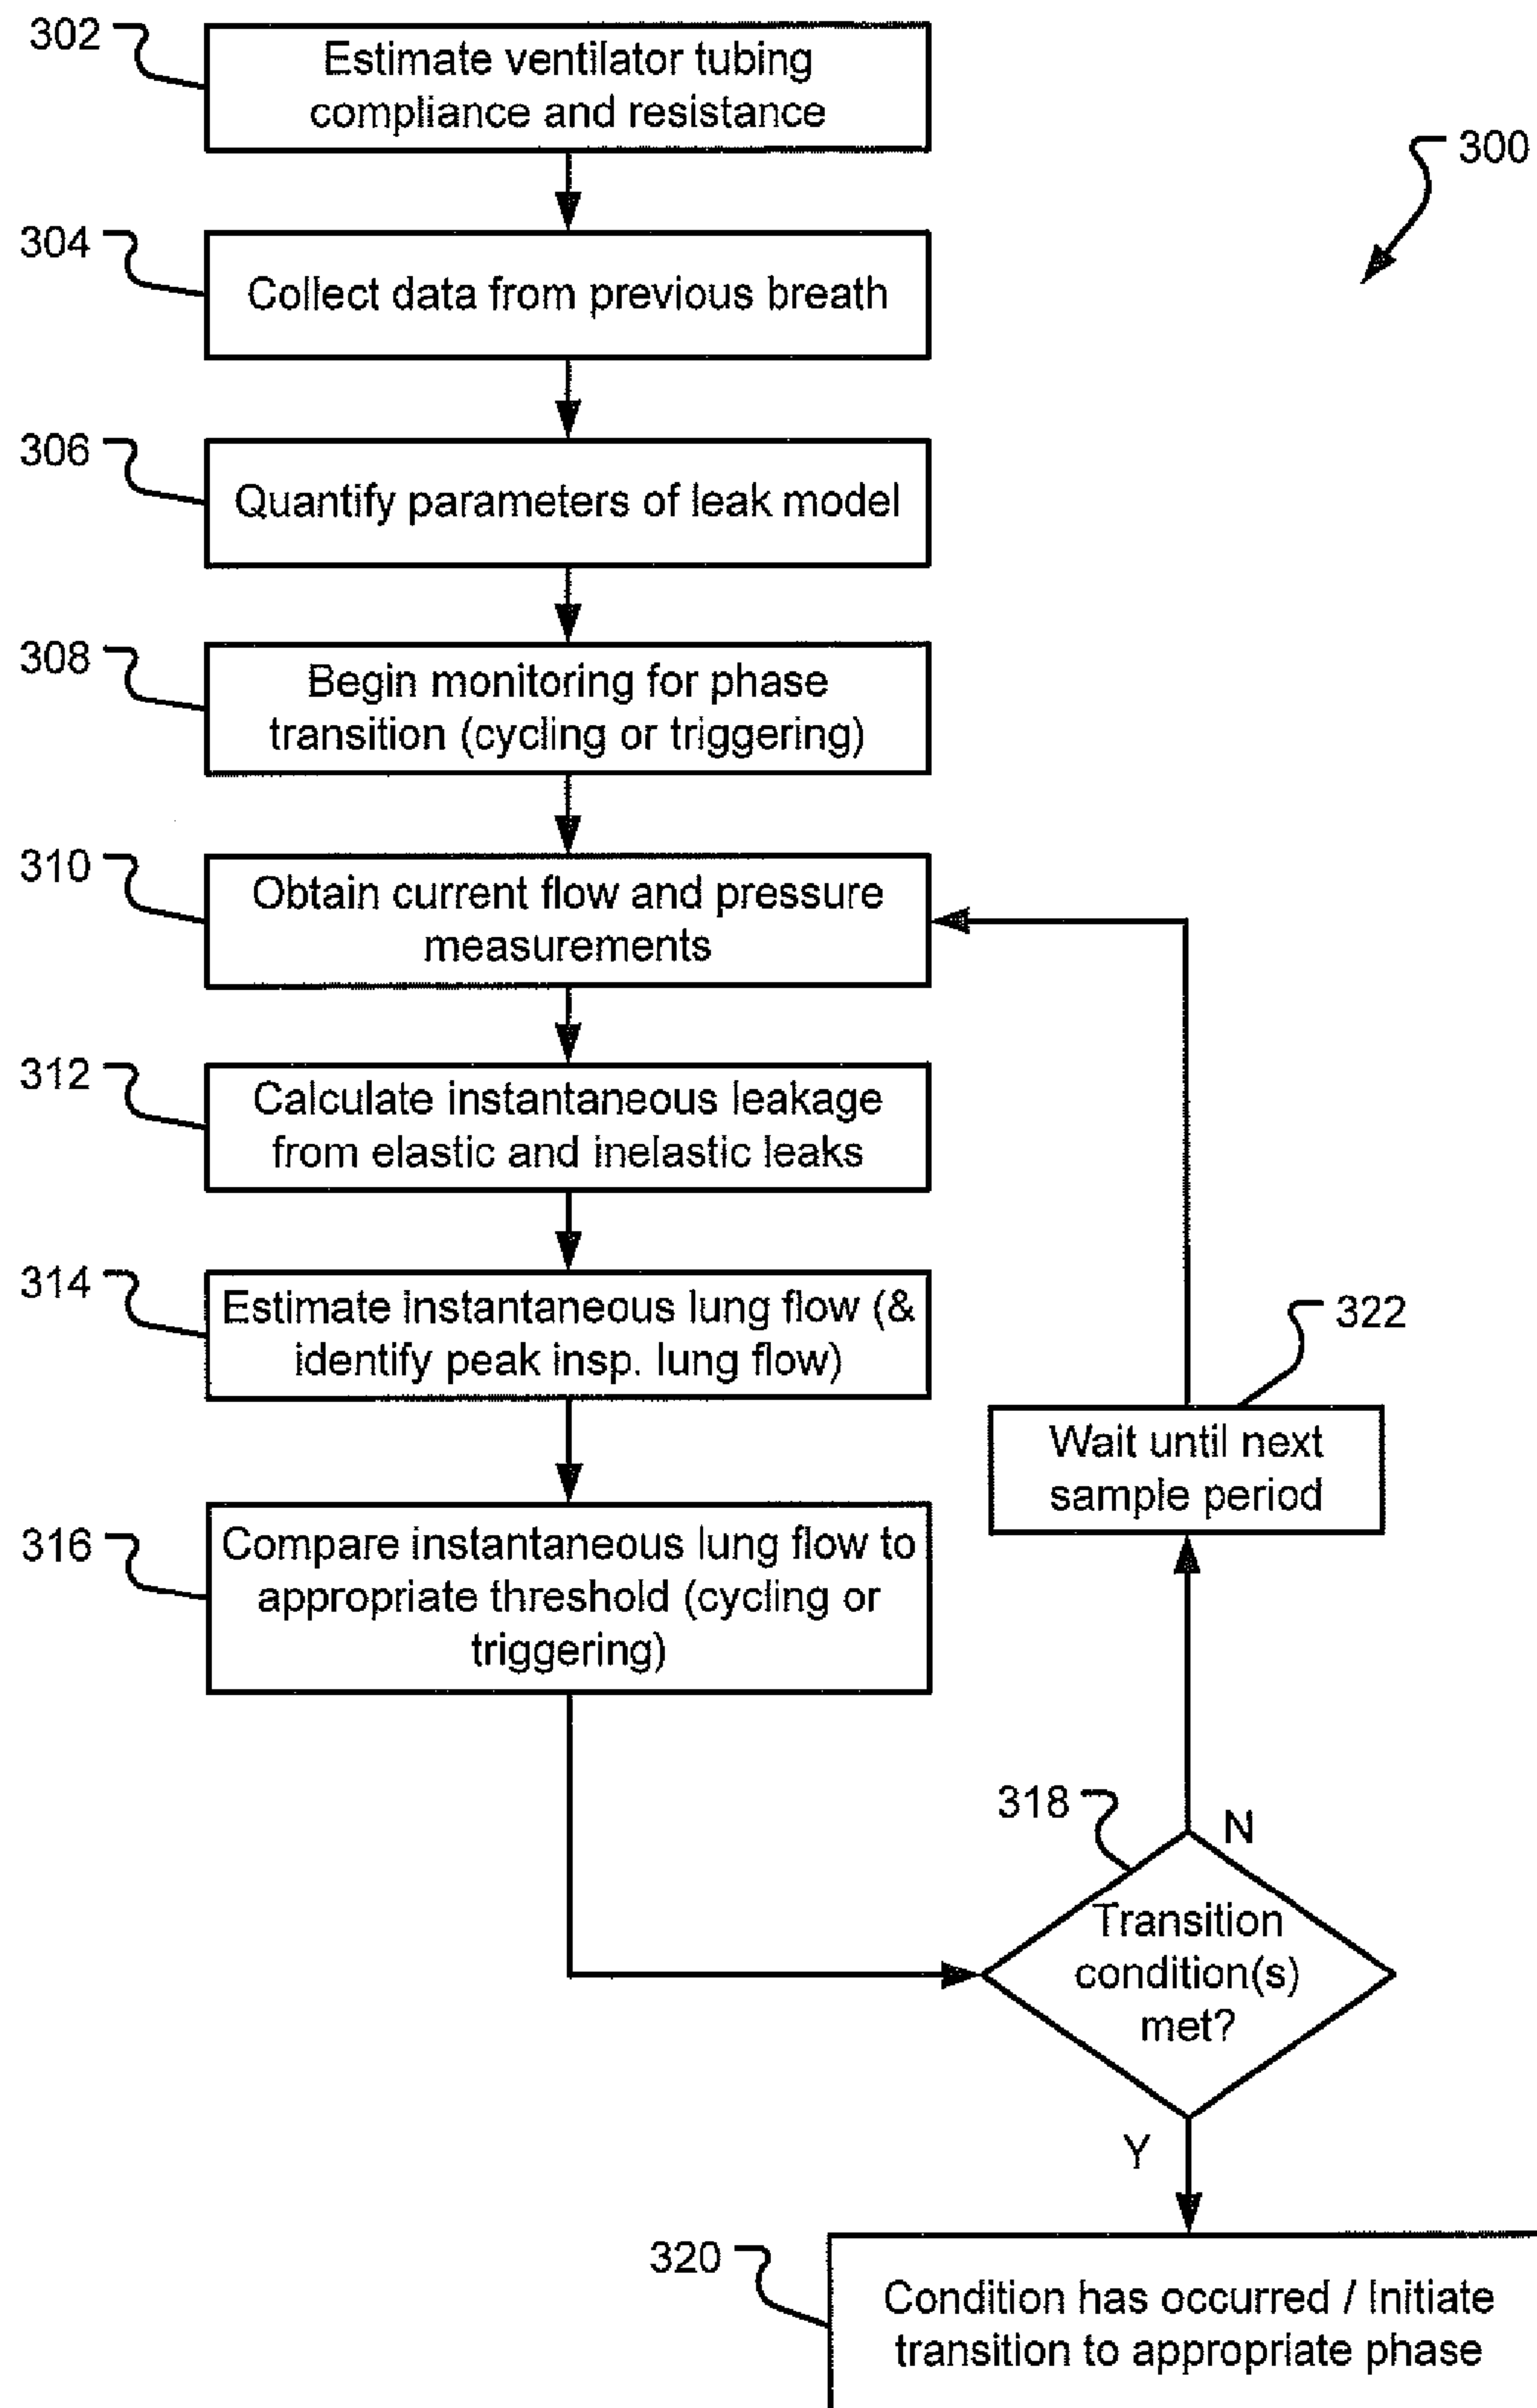 302
Estimate ventilator tubing
compliance and resistance
300
304
Collect data from previous breath
306
Quantify parameters of leak model
308
Begin monitoring for phase
transition (cycling or triggering)
310
Obtain current flow and pressure
measurements
312
Calculate instantaneous leakage
from elastic and inelastic leaks
314
Estimate instantaneous lung flow (&
identify peak insp. lung flow)
322
Wait until next
sample period
316
Compare instantaneous lung flow to
appropriate threshold (cycling or
triggering)
318
N
Transition
condition(s)
met?
Y
320
Condition has occurred / Initiate
transition to appropriate phase